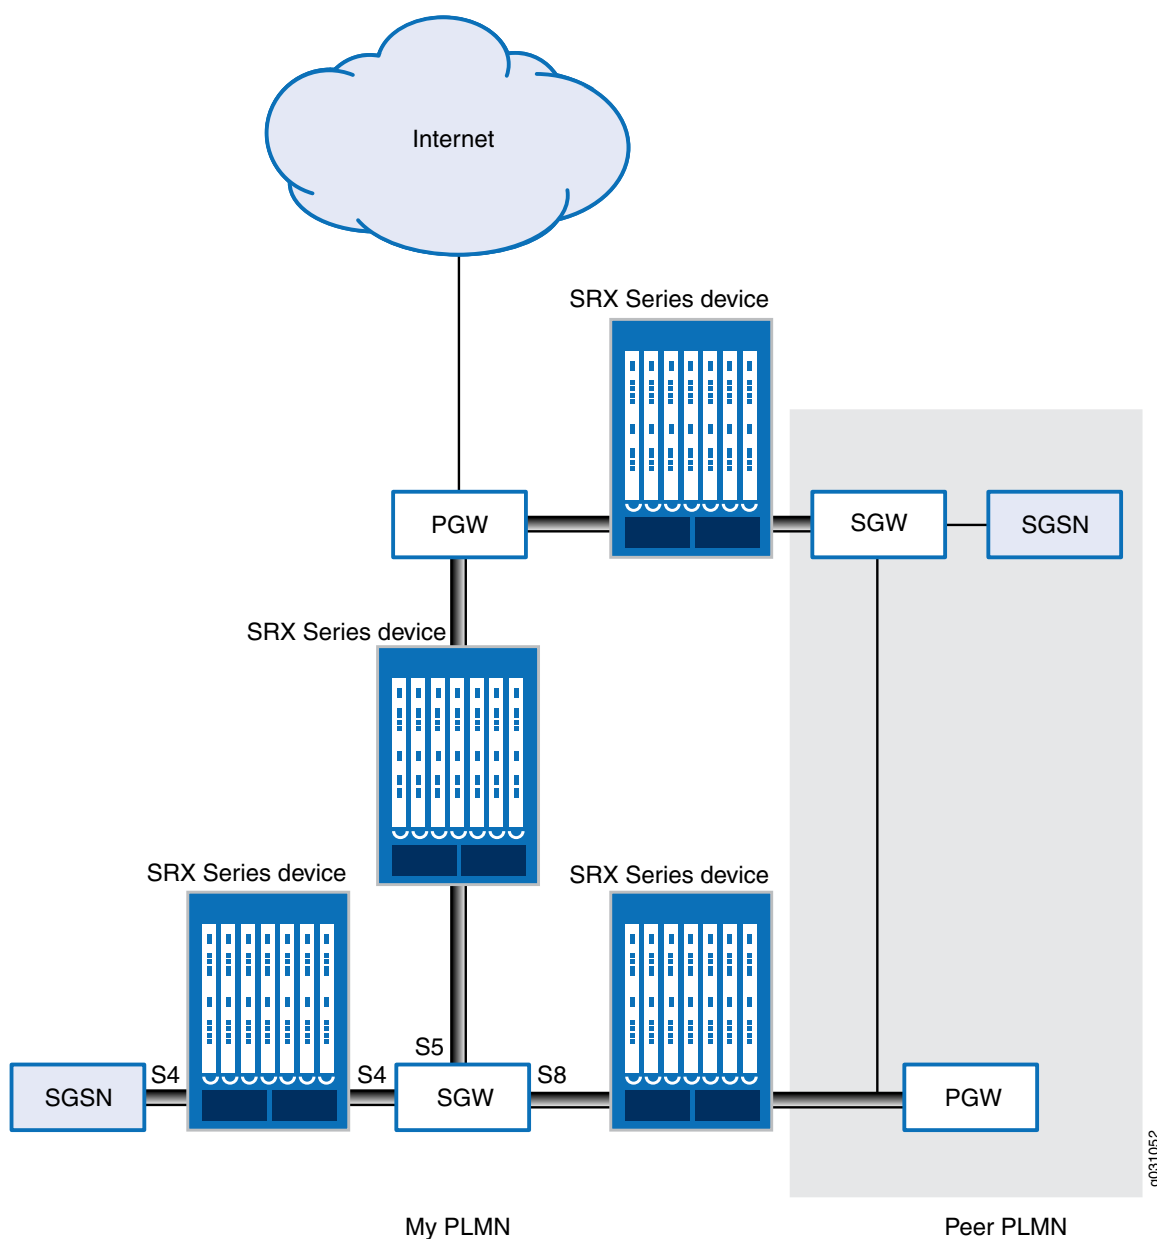 Internet
SRX Series device
PGW
SGW
SGSN
SRX Series device
SRX Series device
SRX Series device
S5
S4
S4
S8
SGSN
SGW
PGW
g031052
My PLMN
Peer PLMN